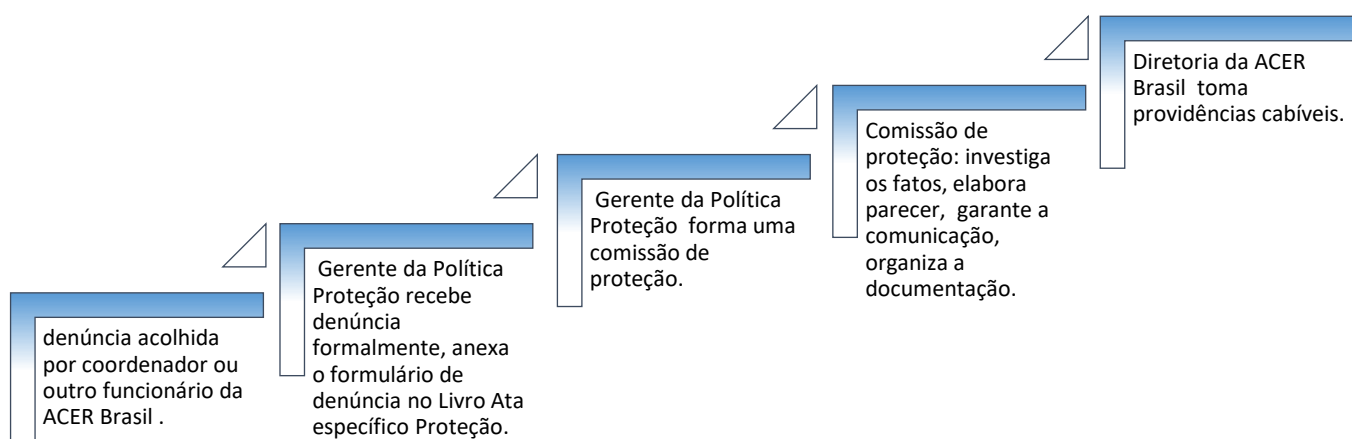 denúncia acolhida
por coordenador ou
outro funcionário da
ACER Brasil .
Gerente da Política
Proteção recebe
denúncia
formalmente, anexa
o formulário de
denúncia no Livro Ata
específico Proteção.
Gerente da Política
Proteção forma uma
comissão de
proteção.
Comissão de
proteção: investiga
os fatos, elabora
parecer, garante a
comunicação,
organiza a
documentação.
Diretoria da ACER
Brasil toma
providências cabíveis.